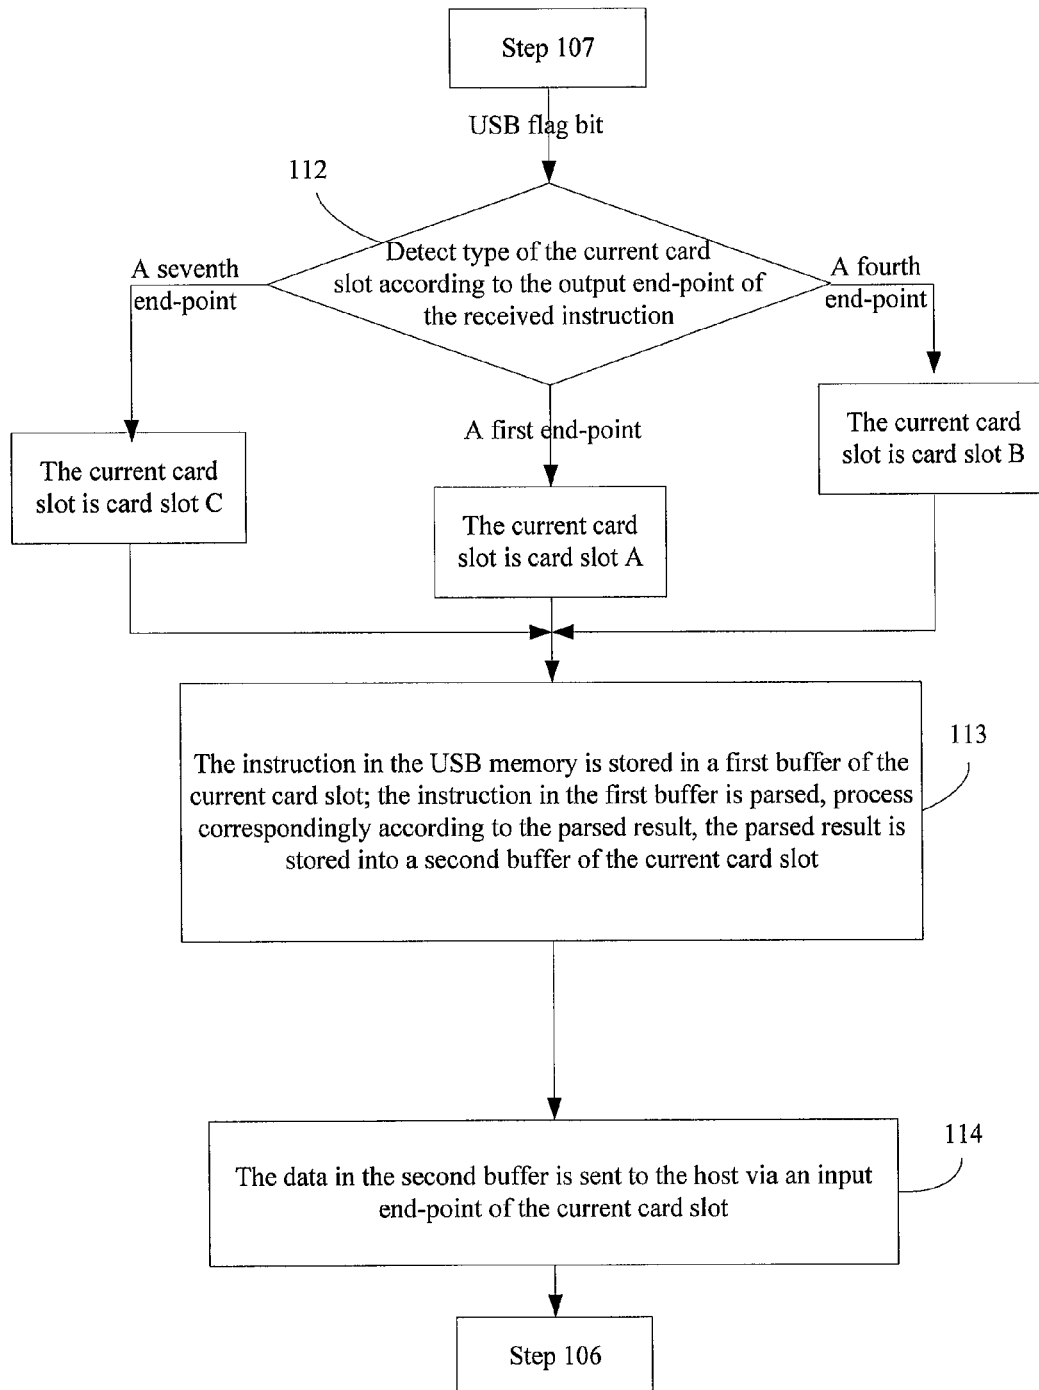 Step 107
USB flag bit
112
Detect type of the current card
slot according to the output end-point of
the received instruction
A seventh
end-point
A fourth
end-point
A first end-point
The current card
slot is card slot C
The current card
slot is card slot A
The current card
slot is card slot B
113
The instruction in the USB memory is stored in a first buffer of the
current card slot; the instruction in the first buffer is parsed, process
correspondingly according to the parsed result, the parsed result is
stored into a second buffer of the current card slot
114
The data in the second buffer is sent to the host via an input
end-point of the current card slot
Step 106